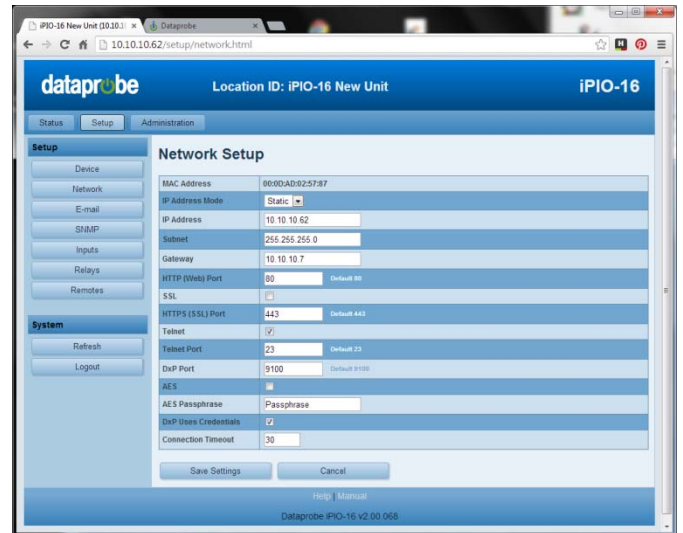 iPIO-16 New Unit (10.10.1
Dataprobe
10.10.10.62/setup/network.html
dataprobe
Location ID: iPIO-16 New Unit
iPIO-16
Status
Setup
Administration
Setup
Device
Network
E-mail
SNMP
Inputs
Relays
Remotes
System
Refresh
Logout
Network Setup
MAC Address 00:0D:AD:02:57:87
IP Address Mode Static
IP Address 10.10.10.62
Subnet 255.255.255.0
Gateway 10.10.10.7
HTTP (Web) Port 80 Default 80
SSL
HTTPS (SSL) Port 443 Default 443
Telnet
Telnet Port 23 Default 23
DxP Port 9100 Default 9100
AES
AES Passphrase Passphrase
DxP Uses Credentials
Connection Timeout 30
Save Settings
Cancel
Help | Manual
Dataprobe iPIO-16 v2.00.068